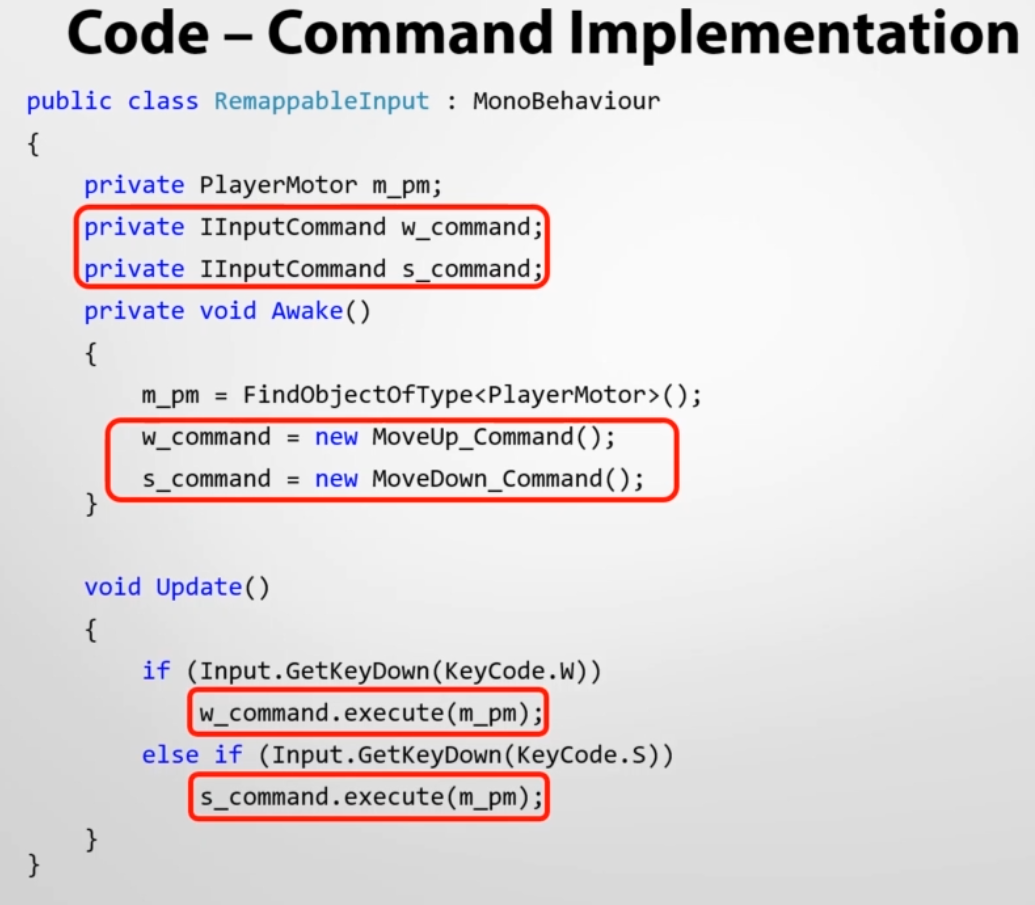 Code – Command Implementation
public class RemappableInput : MonoBehaviour
{
    private PlayerMotor m_pm;
    private IInputCommand w_command;
    private IInputCommand s_command;
    private void Awake()
    {
        m_pm = FindObjectOfType<PlayerMotor>();
        w_command = new MoveUp_Command();
        s_command = new MoveDown_Command();
    }
    void Update()
    {
        if (Input.GetKeyDown(KeyCode.W))
            w_command.execute(m_pm);
        else if (Input.GetKeyDown(KeyCode.S))
            s_command.execute(m_pm);
    }
}